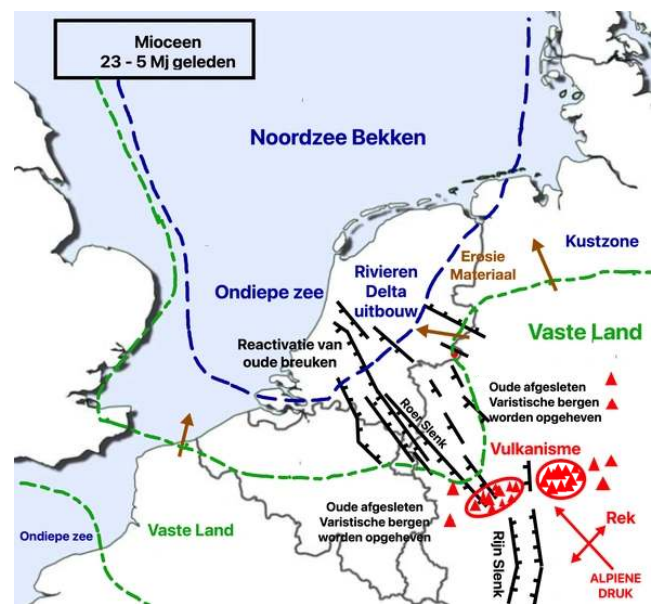 Mioceen
23 - 5 Mj geleden
Noordzee Bekken
Kustzone
Erosie
Materiaal
Rivieren
Delta
uitbouw
Ondiepe zee
Vaste Land
Reactivatie van
oude breuken
Oude afgesleten
Varistische bergen
worden opgeheven
Roer Slenk
Vulkanisme
Oude afgesleten
Varistische bergen
worden opgeheven
Vaste Land
Ondiepe zee
Rek
Rijn Slenk
ALPIENE
DRUK